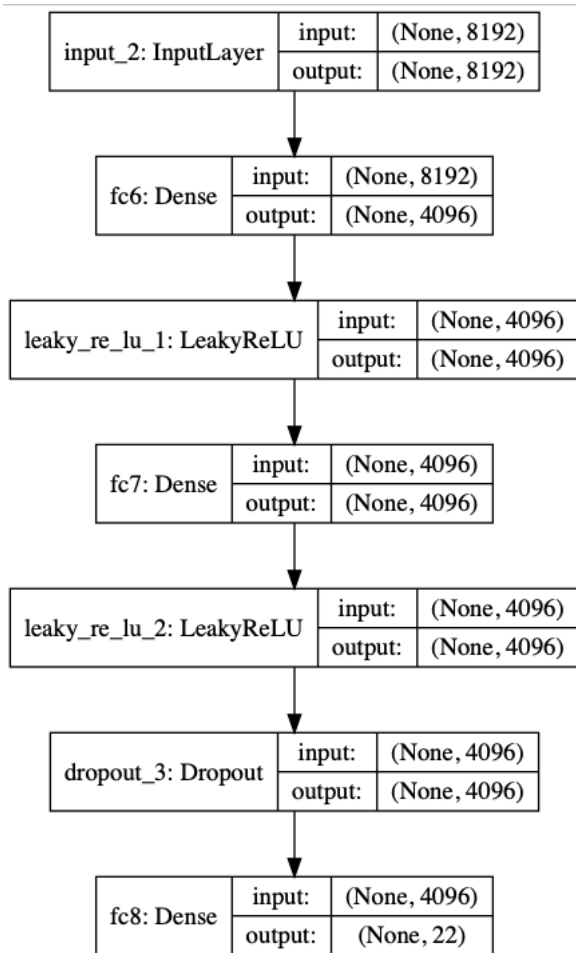 input_2: InputLayer
input: (None, 8192)
output: (None, 8192)
fc6: Dense
input: (None, 8192)
output: (None, 4096)
leaky_re_lu_1: LeakyReLU
input: (None, 4096)
output: (None, 4096)
fc7: Dense
input: (None, 4096)
output: (None, 4096)
leaky_re_lu_2: LeakyReLU
input: (None, 4096)
output: (None, 4096)
dropout_3: Dropout
input: (None, 4096)
output: (None, 4096)
fc8: Dense
input: (None, 4096)
output: (None, 22)